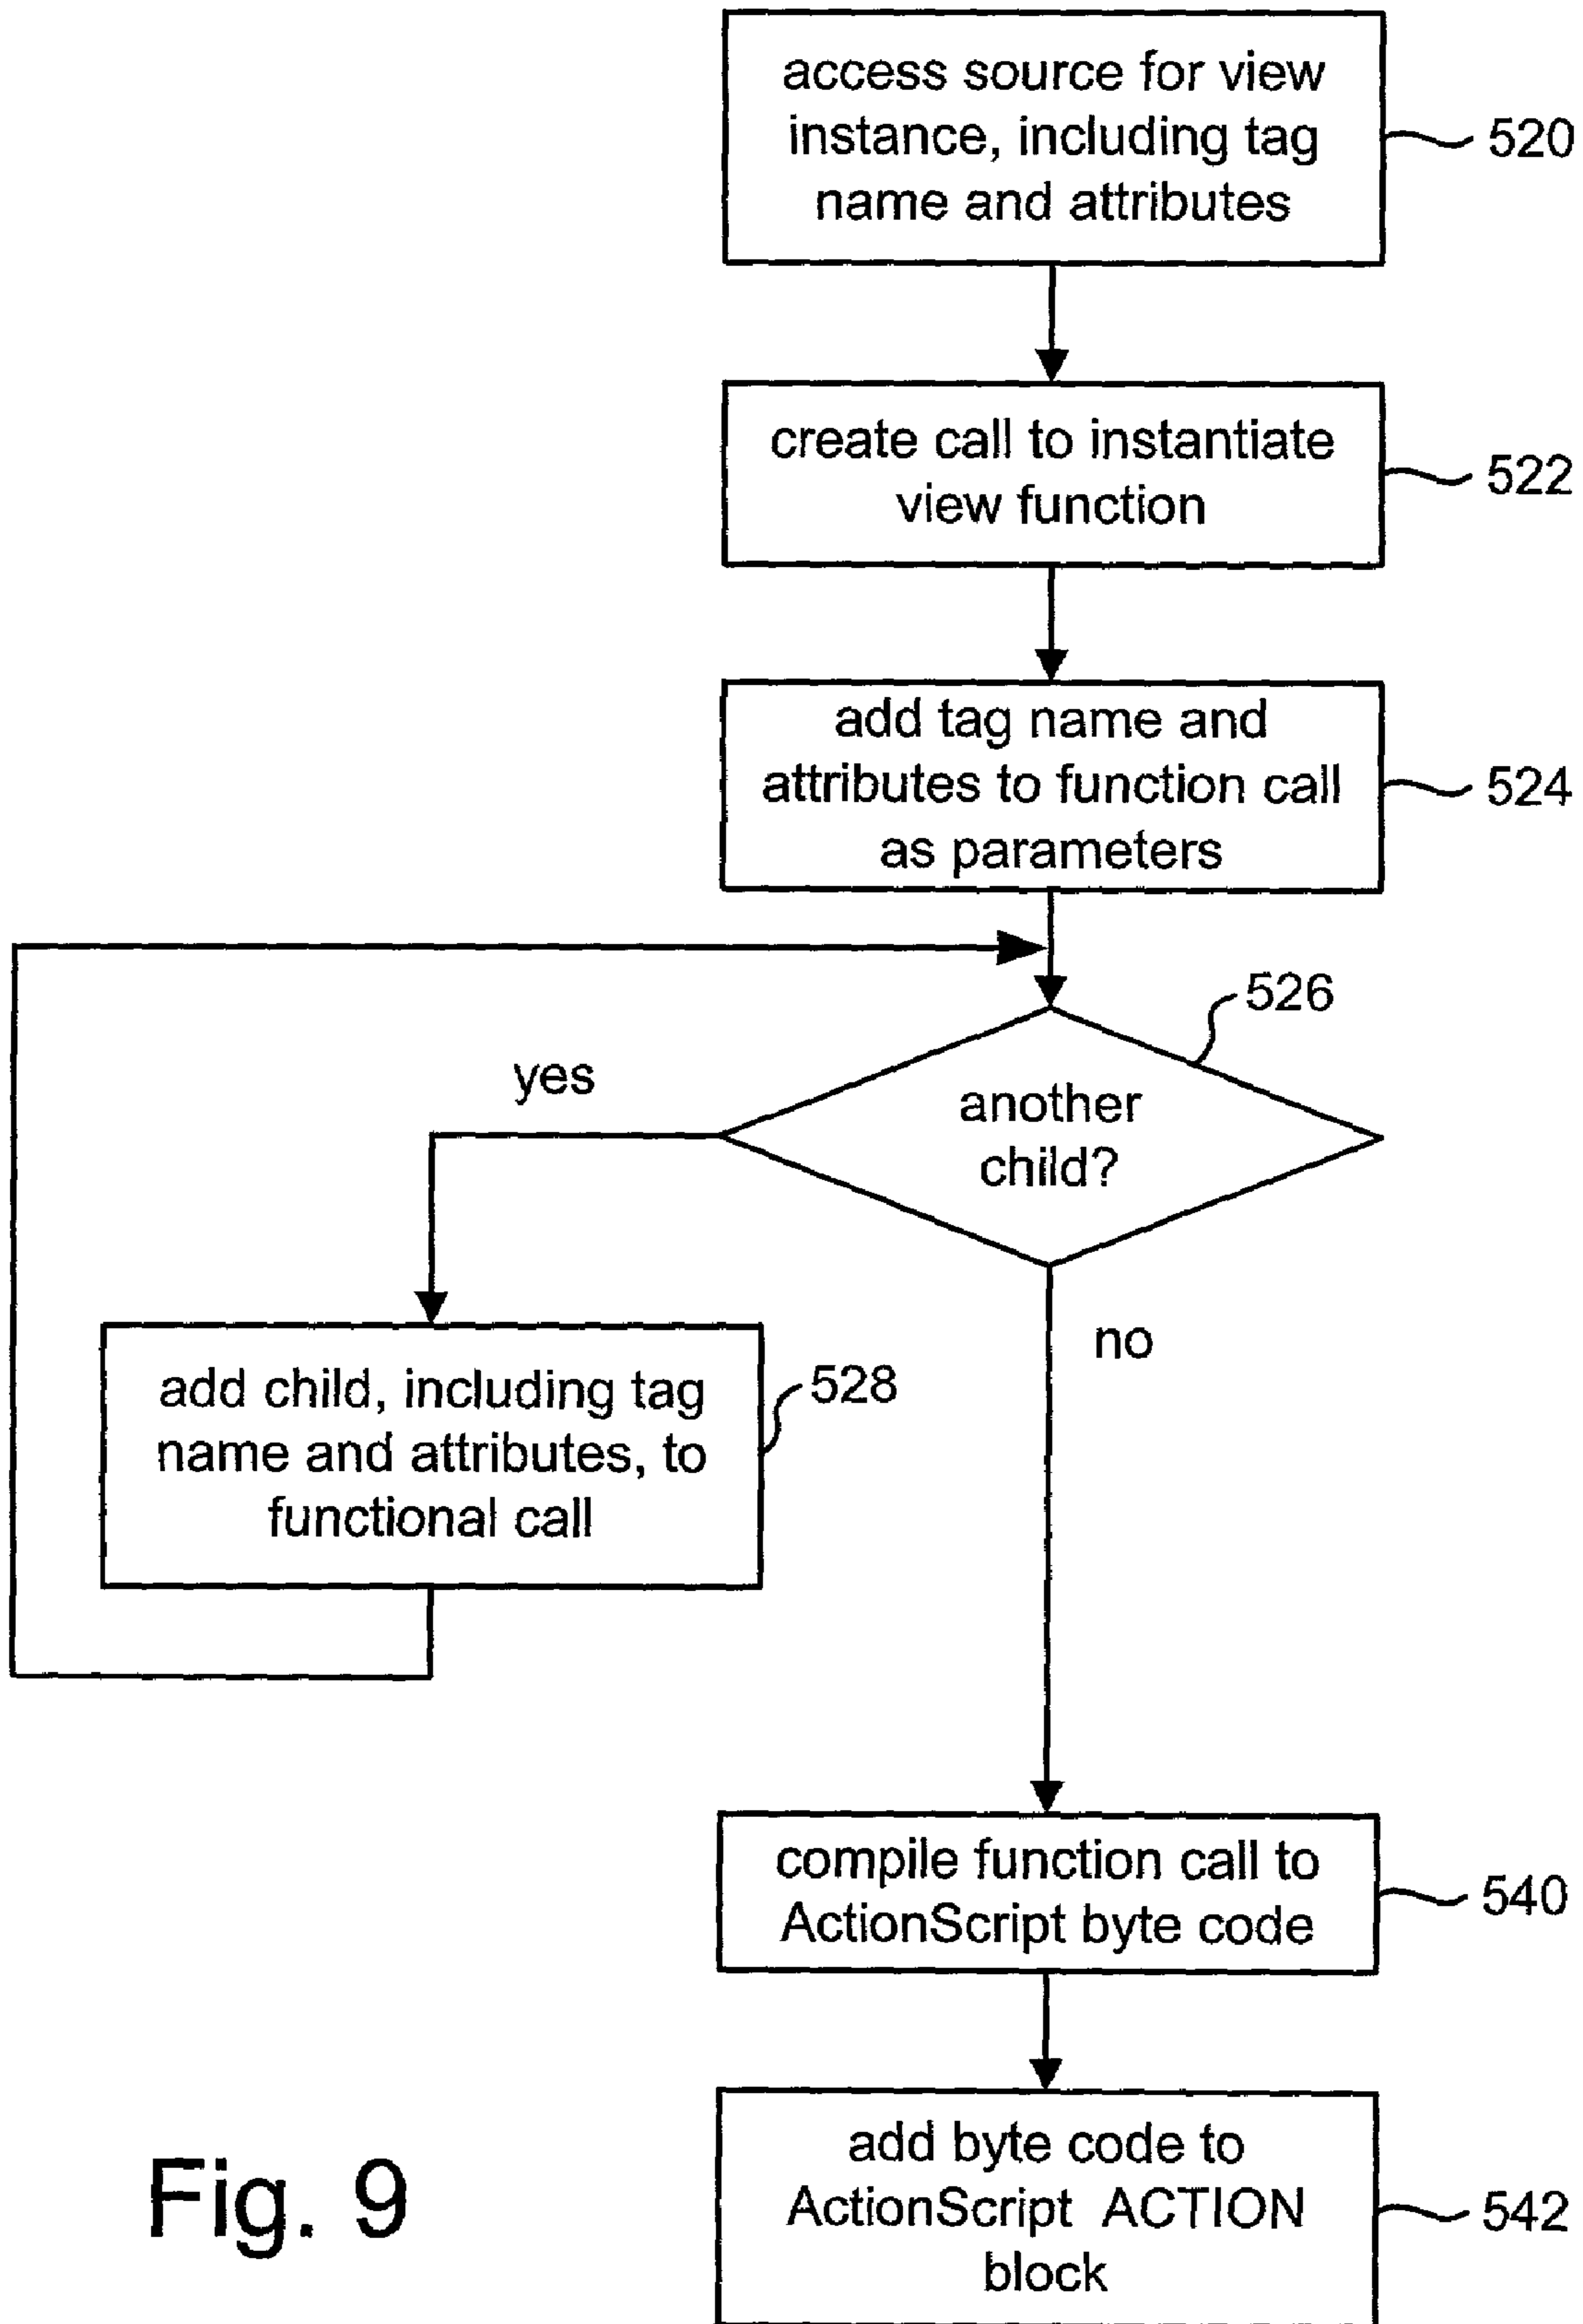 access source for view
instance, including tag
name and attributes
520
create call to instantiate
view function
522
add tag name and
attributes to function call
as parameters
524
526
yes
another
child?
no
add child, including tag
name and attributes, to
functional call
528
compile function call to
ActionScript byte code
540
add byte code to
ActionScript ACTION
block
542
Fig. 9